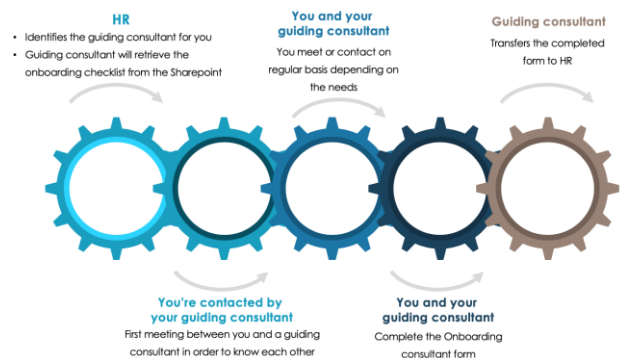 HR
• Identifies the guiding consultant for you
• Guiding consultant will retrieve the
onboarding checklist from the Sharepoint
You're contacted by
your guiding consultant
First meeting between you and a guiding
consultant in order to know each other
You and your
guiding consultant
You meet or contact on
regular basis depending on
the needs
You and your
guiding consultant
Complete the Onboarding
consultant form
Guiding consultant
Transfers the completed
form to HR